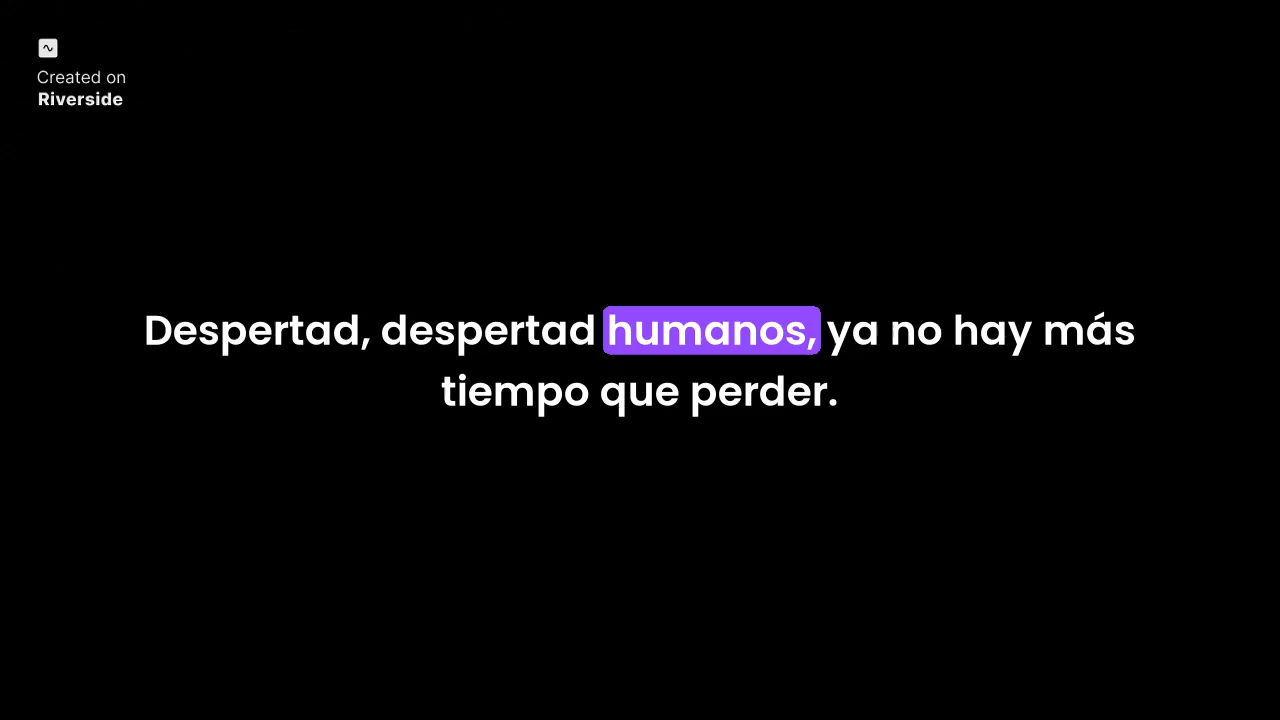 Created on
Riverside
Despertad, despertad humanos, ya no hay más
tiempo que perder.